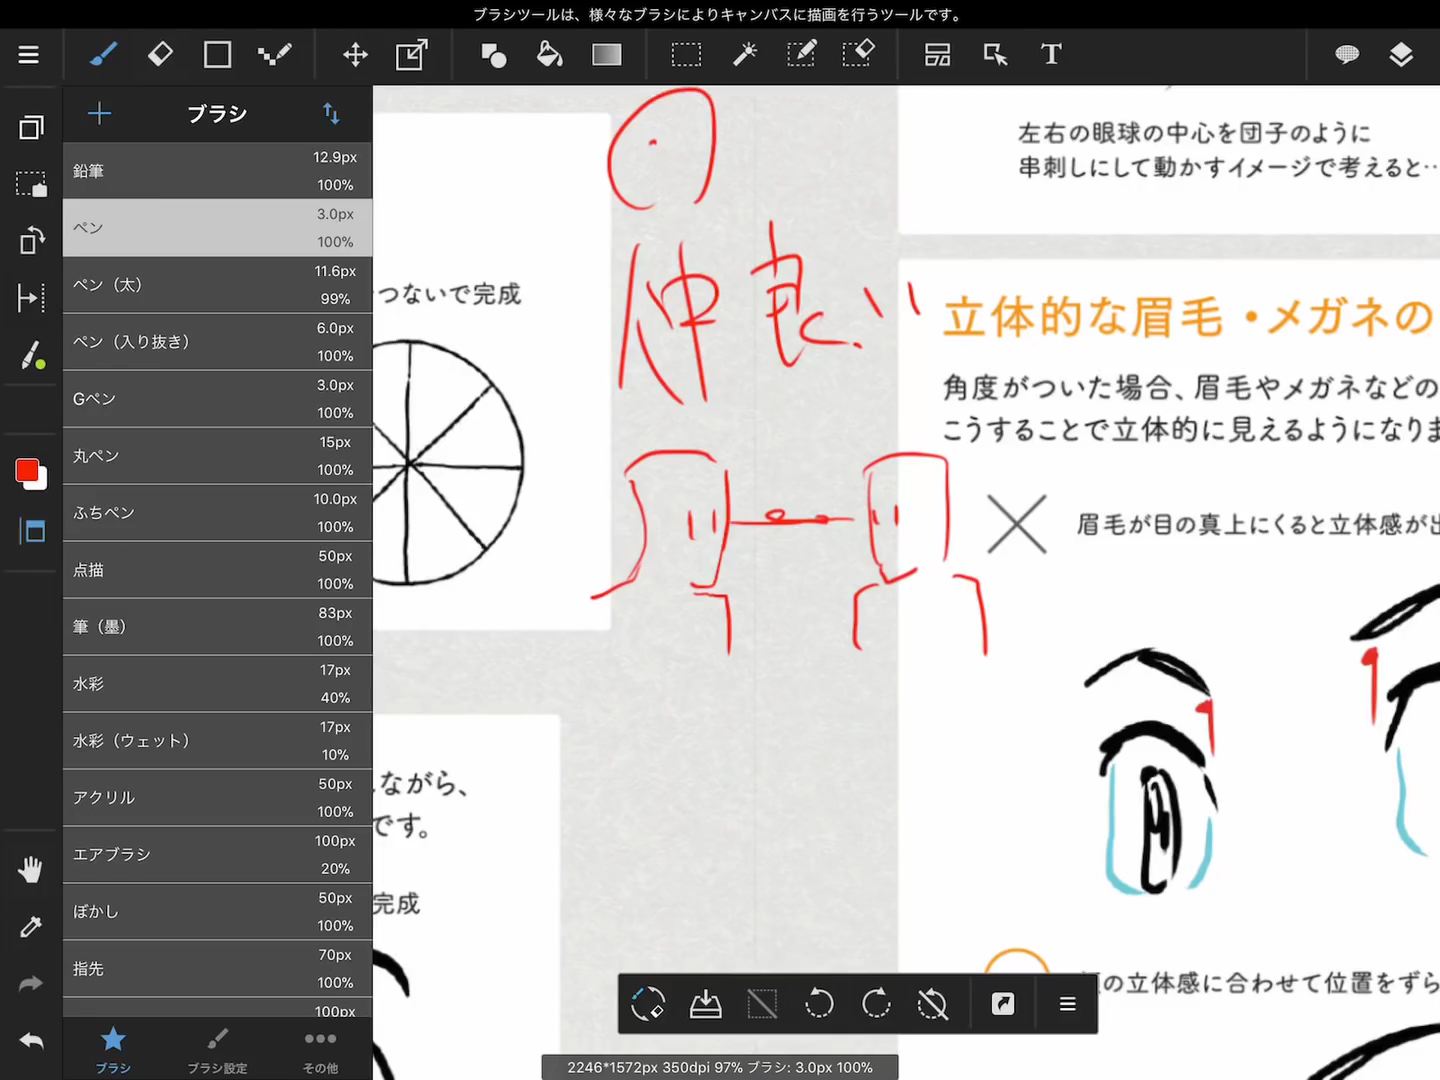 ブラシツールは、様々なブラシによりキャンバスに描画を行うツールです。
T
ブラシ
鉛筆 12.9px 100%
ペン 3.0px 100%
ペン（太） 11.6px 99%
ペン（入り抜き） 6.0px 100%
Gペン 3.0px 100%
丸ペン 15px 100%
ふちペン 10.0px 100%
点描 50px 100%
筆（墨） 83px 100%
水彩 17px 40%
水彩（ウェット） 17px 10%
アクリル 50px 100%
エアブラシ 100px 20%
ぼかし 50px 100%
指先 70px 100%
100px
ブラシ ブラシ設定 その他
つないで完成
ながら、
です。
完成
仲良い
左右の眼球の中心を団子のように
串刺しにして動かすイメージで考えると…
立体的な眉毛・メガネの
角度がついた場合、眉毛やメガネなどの
こうすることで立体的に見えるようになりま
眉毛が目の真上にくると立体感が出
の立体感に合わせて位置をずら
2246*1572px 350dpi 97% ブラシ: 3.0px 100%